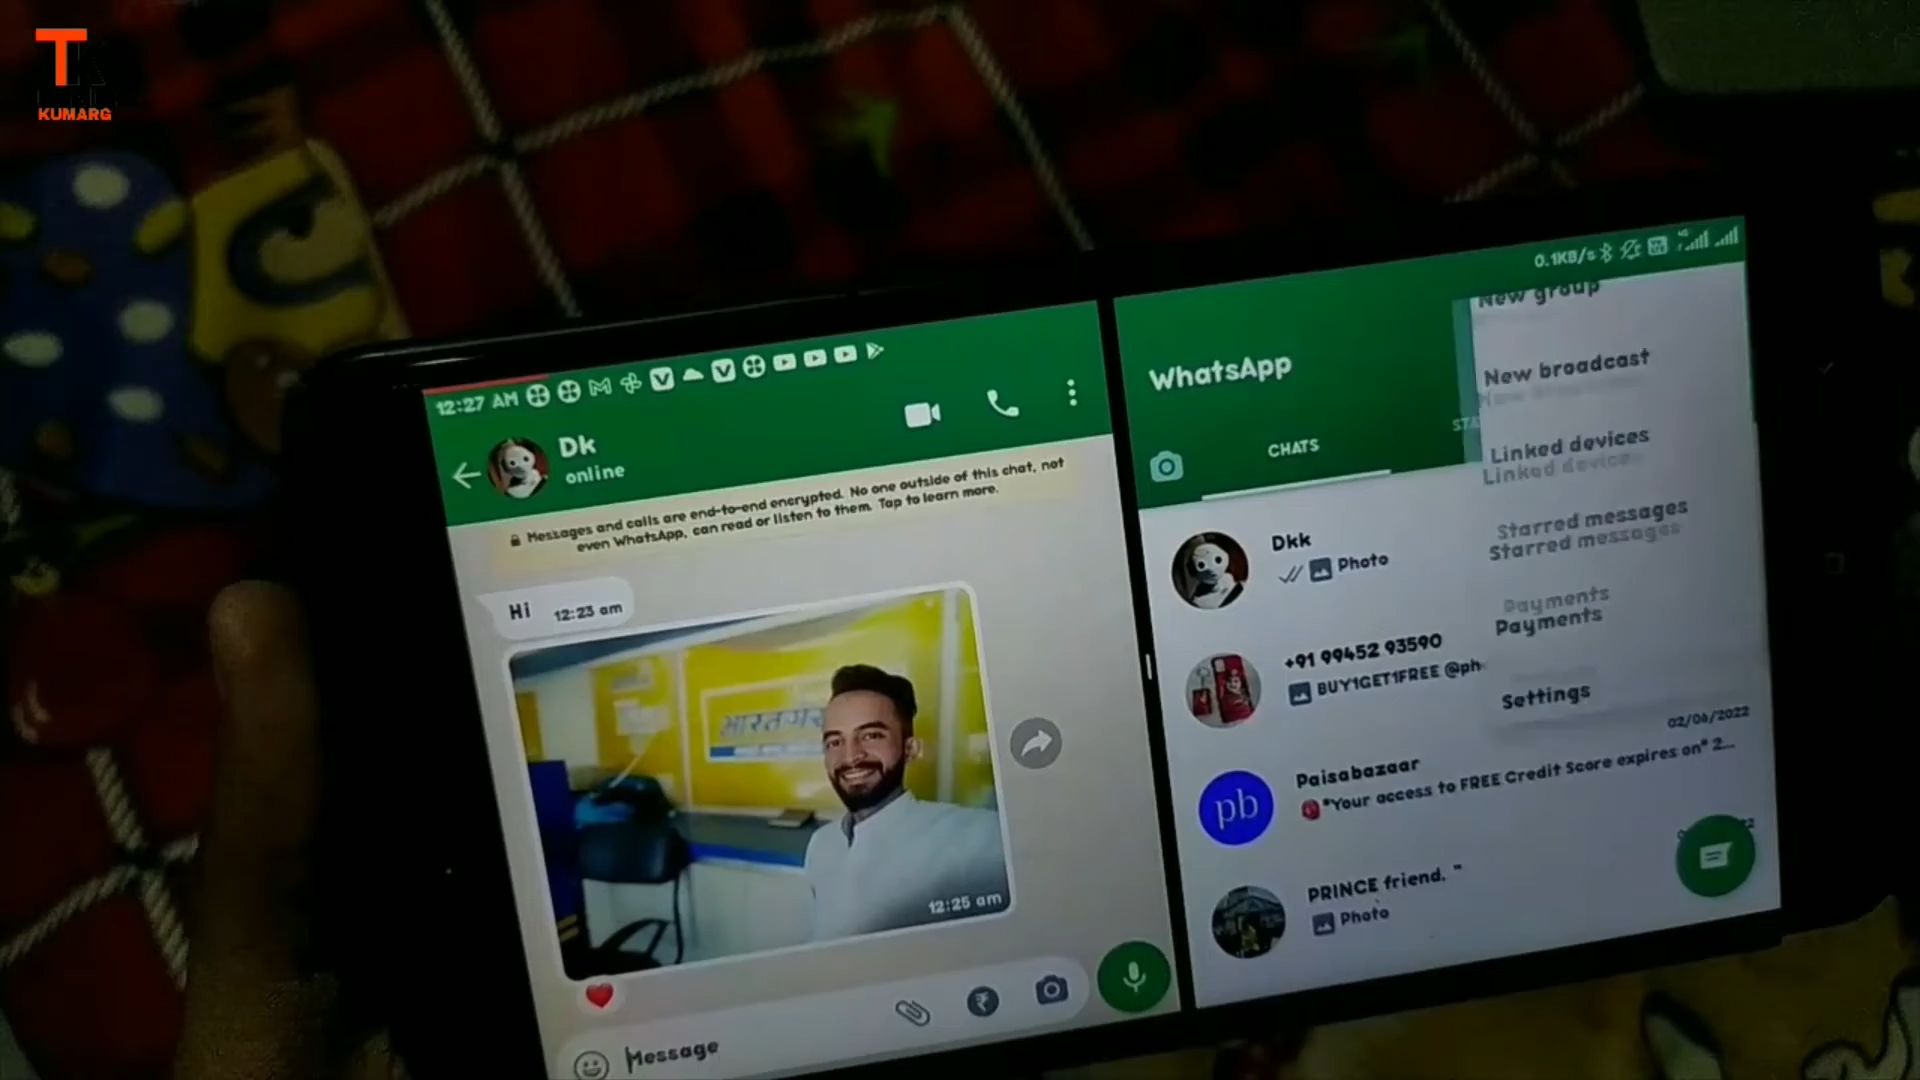 T
KUMARG
12:27 AM
Dk
online
Messages and calls are end-to-end encrypted. No one outside of this chat, not
even WhatsApp, can read or listen to them. Tap to learn more.
Hi 12:23 am
12:25 am
Message
0.1KB/s
WhatsApp
CHATS
STA
New group
New broadcast
Linked devices
Starred messages
Payments
Settings
Dkk
Photo
+91 99452 93590
BUY1GET1FREE @ph
02/06/2022
Paisabazaar
pb
*Your access to FREE Credit Score expires on* 2...
PRINCE friend. "
Photo